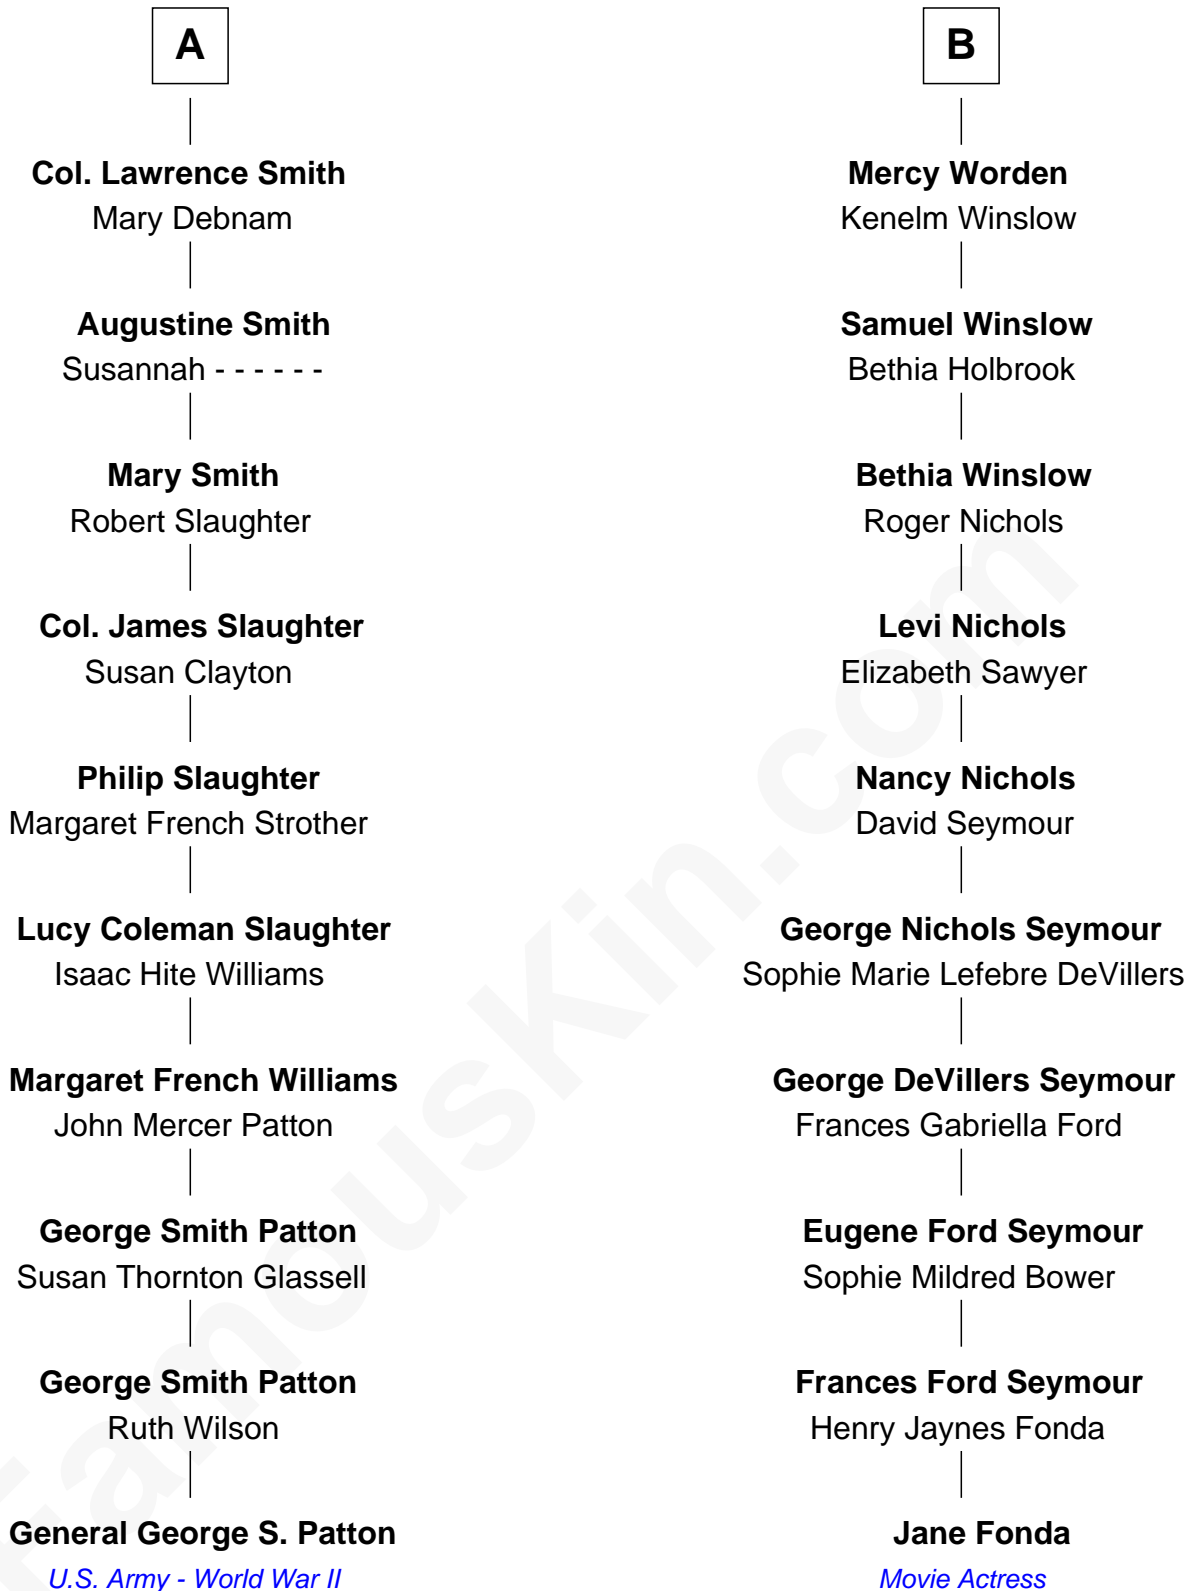 A
Col. Lawrence Smith
Mary Debnam
Augustine Smith
Susannah - - - - - -
Mary Smith
Robert Slaughter
Col. James Slaughter
Susan Clayton
Philip Slaughter
Margaret French Strother
Lucy Coleman Slaughter
Isaac Hite Williams
Margaret French Williams
John Mercer Patton
George Smith Patton
Susan Thornton Glassell
George Smith Patton
Ruth Wilson
General George S. Patton
U.S. Army - World War II
B
Mercy Worden
Kenelm Winslow
Samuel Winslow
Bethia Holbrook
Bethia Winslow
Roger Nichols
Levi Nichols
Elizabeth Sawyer
Nancy Nichols
David Seymour
George Nichols Seymour
Sophie Marie Lefebre DeVillers
George DeVillers Seymour
Frances Gabriella Ford
Eugene Ford Seymour
Sophie Mildred Bower
Frances Ford Seymour
Henry Jaynes Fonda
Jane Fonda
Movie Actress
FamousKin.com